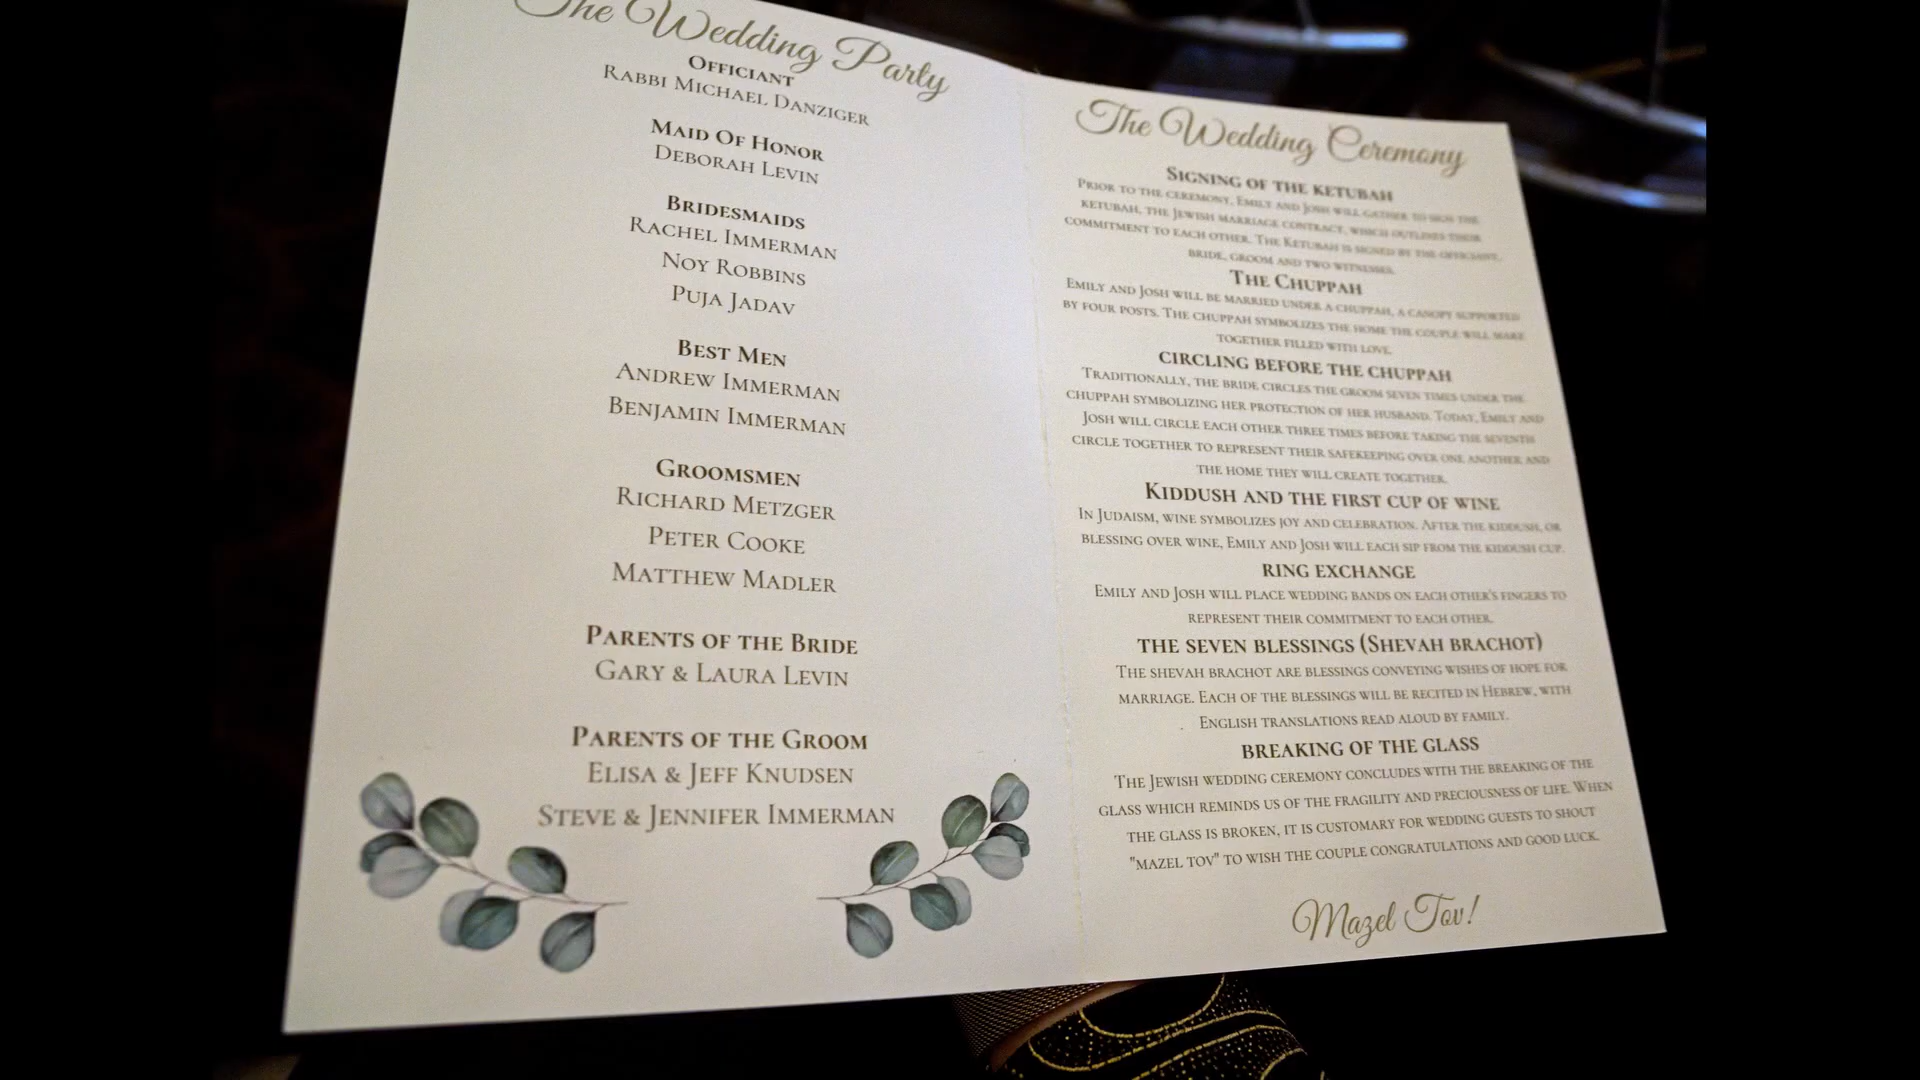 The Wedding Party
OFFICIANT
RABBI MICHAEL DANZIGER
MAID OF HONOR
DEBORAH LEVIN
BRIDESMAIDS
RACHEL IMMERMAN
NOY ROBBINS
PUJA JADAV
BEST MEN
ANDREW IMMERMAN
BENJAMIN IMMERMAN
GROOMSMEN
RICHARD METZGER
PETER COOKE
MATTHEW MADLER
PARENTS OF THE BRIDE
GARY & LAURA LEVIN
PARENTS OF THE GROOM
ELISA & JEFF KNUDSEN
STEVE & JENNIFER IMMERMAN
The Wedding Ceremony
SIGNING OF THE KETUBAH
PRIOR TO THE CEREMONY, EMILY AND JOSH WILL GATHER TO SIGN THE
KETUBAH, THE JEWISH MARRIAGE CONTRACT, WHICH OUTLINES THEIR
COMMITMENT TO EACH OTHER. THE KETUBAH IS SIGNED BY THE OFFICIANT,
BRIDE, GROOM AND TWO WITNESSES.
THE CHUPPAH
EMILY AND JOSH WILL BE MARRIED UNDER A CHUPPAH, A CANOPY SUPPORTED
BY FOUR POSTS. THE CHUPPAH SYMBOLIZES THE HOME THE COUPLE WILL MAKE
TOGETHER FILLED WITH LOVE.
CIRCLING BEFORE THE CHUPPAH
TRADITIONALLY, THE BRIDE CIRCLES THE GROOM SEVEN TIMES UNDER THE
CHUPPAH SYMBOLIZING HER PROTECTION OF HER HUSBAND. TODAY, EMILY AND
JOSH WILL CIRCLE EACH OTHER THREE TIMES BEFORE TAKING THE SEVENTH
CIRCLE TOGETHER TO REPRESENT THEIR SAFEKEEPING OVER ONE ANOTHER AND
THE HOME THEY WILL CREATE TOGETHER.
KIDDUSH AND THE FIRST CUP OF WINE
IN JUDAISM, WINE SYMBOLIZES JOY AND CELEBRATION. AFTER THE KIDDUSH, OR
BLESSING OVER WINE, EMILY AND JOSH WILL EACH SIP FROM THE KIDDUSH CUP.
RING EXCHANGE
EMILY AND JOSH WILL PLACE WEDDING BANDS ON EACH OTHER'S FINGERS TO
REPRESENT THEIR COMMITMENT TO EACH OTHER.
THE SEVEN BLESSINGS (SHEVAH BRACHOT)
THE SHEVAH BRACHOT ARE BLESSINGS CONVEYING WISHES OF HOPE FOR
MARRIAGE. EACH OF THE BLESSINGS WILL BE RECITED IN HEBREW, WITH
. ENGLISH TRANSLATIONS READ ALOUD BY FAMILY.
BREAKING OF THE GLASS
THE JEWISH WEDDING CEREMONY CONCLUDES WITH THE BREAKING OF THE
GLASS WHICH REMINDS US OF THE FRAGILITY AND PRECIOUSNESS OF LIFE. WHEN
THE GLASS IS BROKEN, IT IS CUSTOMARY FOR WEDDING GUESTS TO SHOUT
"MAZEL TOV" TO WISH THE COUPLE CONGRATULATIONS AND GOOD LUCK.
Mazel Tov!